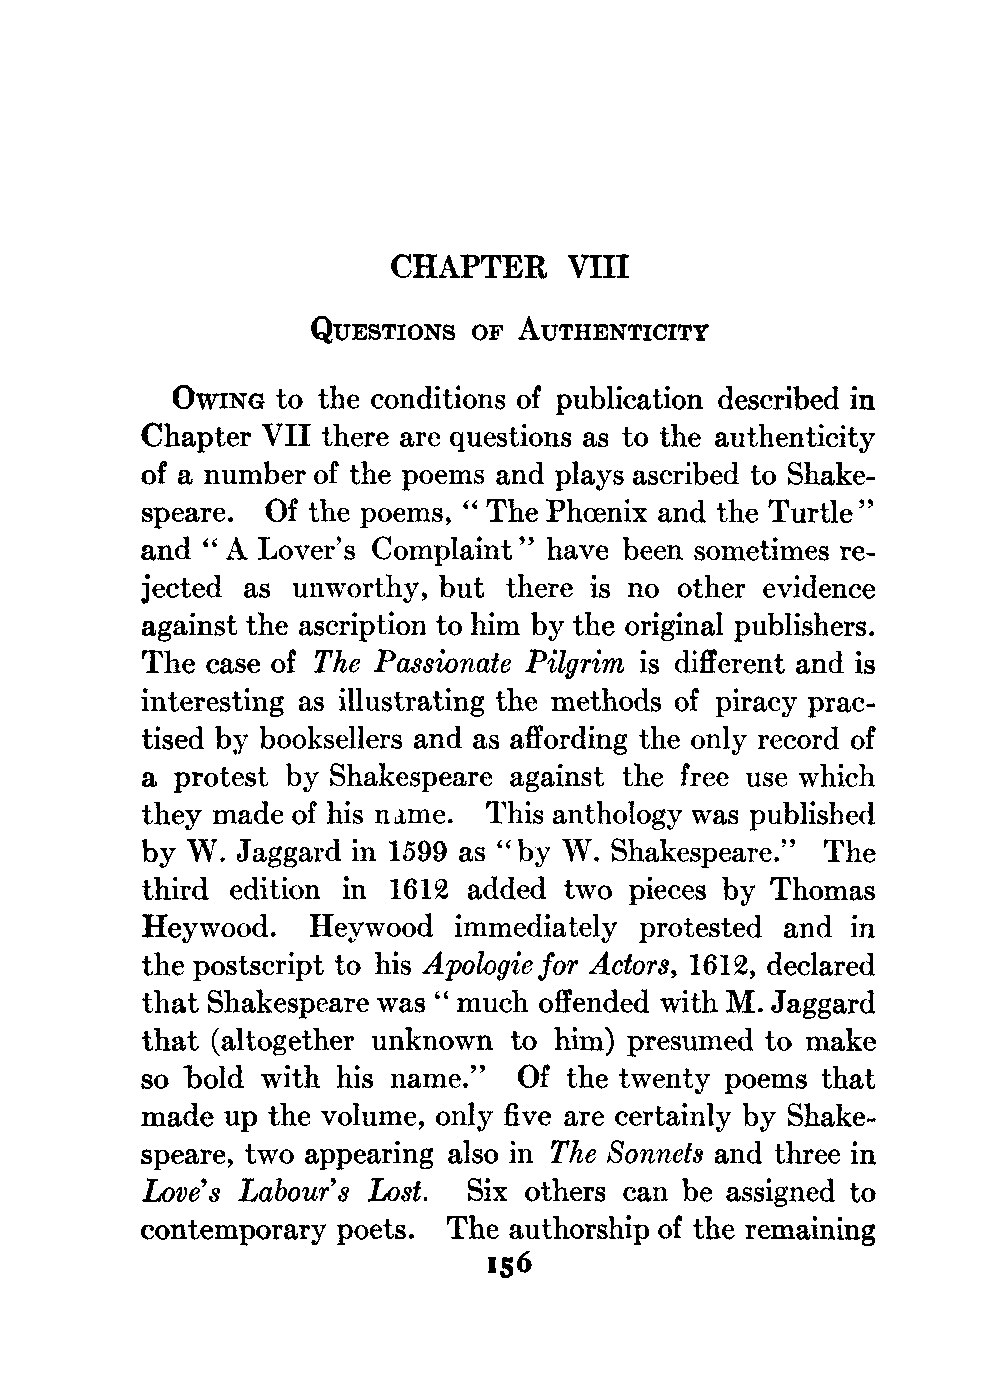 CHAPTER VIII
QUESTIONS OF AUTHENTICITY
OWING to the conditions of publication described in
Chapter VII there are questions as to the authenticity
of a number of the poems and plays ascribed to Shake-
speare. Of the poems, "The Phœnix and the Turtle"
and "A Lover's Complaint" have been sometimes re-
jected as unworthy, but there is no other evidence
against the ascription to him by the original publishers.
The case of The Passionate Pilgrim is different and is
interesting as illustrating the methods of piracy prac-
tised by booksellers and as affording the only record of
a protest by Shakespeare against the free use which
they made of his name. This anthology was published
by W. Jaggard in 1599 as "by W. Shakespeare." The
third edition in 1612 added two pieces by Thomas
Heywood. Heywood immediately protested and in
the postscript to his Apologie for Actors, 1612, declared
that Shakespeare was "much offended with M. Jaggard
that (altogether unknown to him) presumed to make
so bold with his name." Of the twenty poems that
made up the volume, only five are certainly by Shake-
speare, two appearing also in The Sonnets and three in
Love's Labour's Lost. Six others can be assigned to
contemporary poets. The authorship of the remaining
156